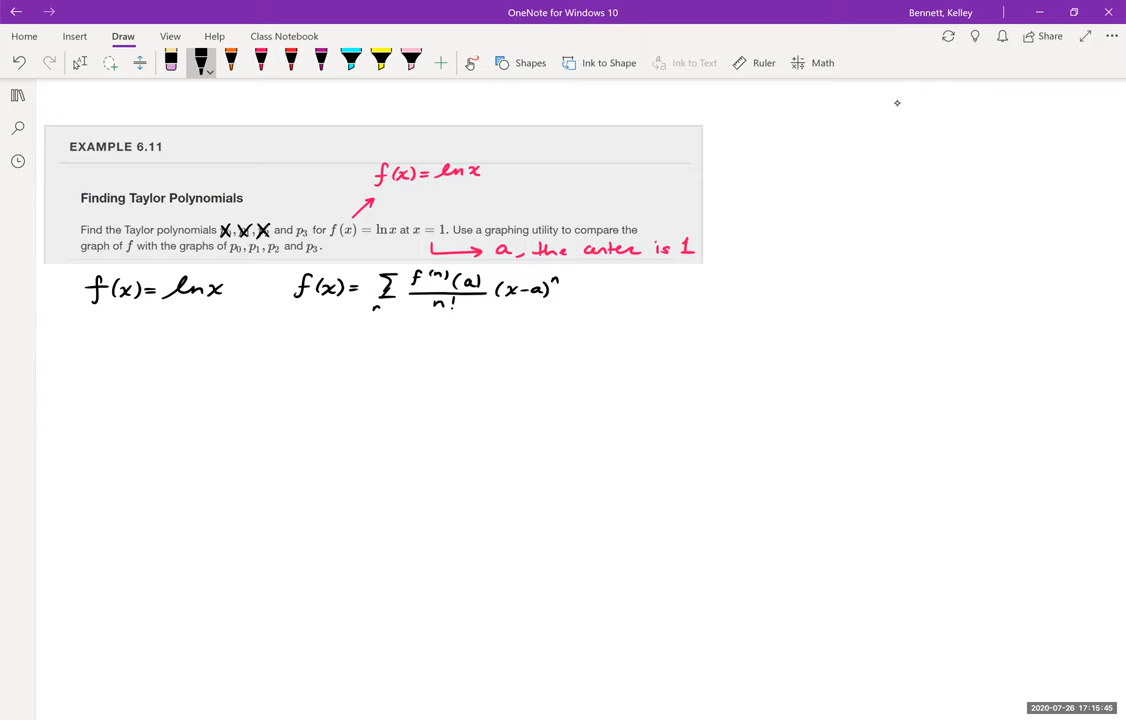 OneNote for Windows 10
Bennett, Kelley
Home Insert Draw View Help Class Notebook
Share
Shapes Ink to Shape Ink to Text Ruler Math
EXAMPLE 6.11
f(x) = ln x
Finding Taylor Polynomials
Find the Taylor polynomials p₀, p₁, p₂ and p₃ for f (x) = ln x at x = 1. Use a graphing utility to compare the
graph of f with the graphs of p₀, p₁, p₂ and p₃.
a, the center is 1
f(x) = ln x f(x) = Σ n f⁽ⁿ⁾(a) / n! (x-a)ⁿ
2020-07-26 17:15:45